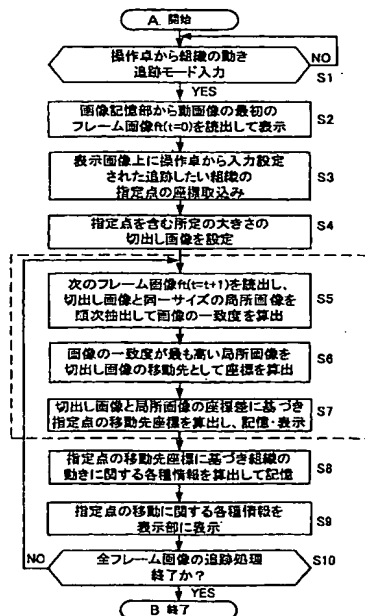 A. 開始
操作卓から組織の動き
追跡モード入力
NO
S1
YES
画像記憶部から動画像の最初の
フレーム画像ft(t=0)を読出して表示
S2
表示画像上に操作卓から入力設定
された追跡したい組織の
指定点の座標取込み
S3
指定点を含む所定の大きさの
切出し画像を設定
S4
次のフレーム画像ft(t=t+1)を読出し、
切出し画像と同一サイズの局所画像を
順次抽出して画像の一致度を算出
S5
画像の一致度が最も高い局所画像を
切出し画像の移動先として座標を算出
S6
切出し画像と局所画像の座標差に基づき
指定点の移動先座標を算出し、記憶・表示
S7
指定点の移動先座標に基づき組織の
動きに関する各種情報を算出して記憶
S8
指定点の移動に関する各種情報を
表示部に表示
S9
NO
全フレーム画像の追跡処理
終了か?
S10
YES
B 終了